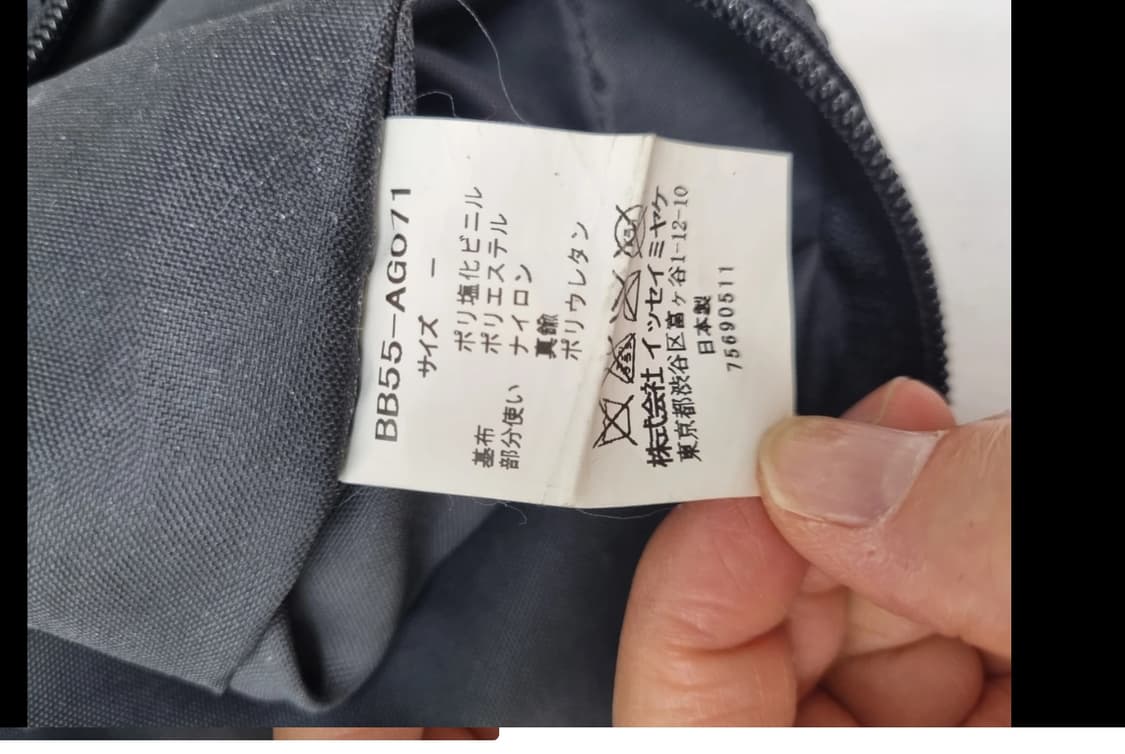 BB55-AG071
サイズ ー
ポリ塩化ビニル
基布 ポリエステル
部分使い ナイロン
真鍮
ポリウレタン
株式会社 イッセイミヤケ
東京都渋谷区富ヶ谷1-12-10
日本製
75690511